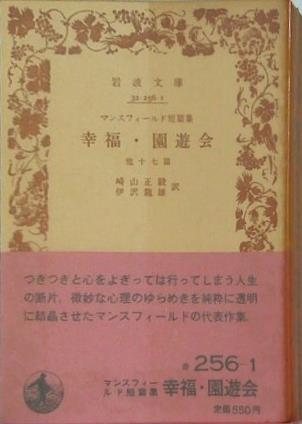 岩波文庫
32-256-1
マンスフィールド短篇集
幸福・園遊会
他十七篇
崎山正毅
伊沢龍雄 訳
つぎつぎと心をよぎっては行ってしまう人生
の断片、微妙な心理のゆらめきを純粋に透明
に結晶させたマンスフィールドの代表作集。
赤 256-1
マンスフィー
ルド短篇集 幸福・園遊会
定価550円